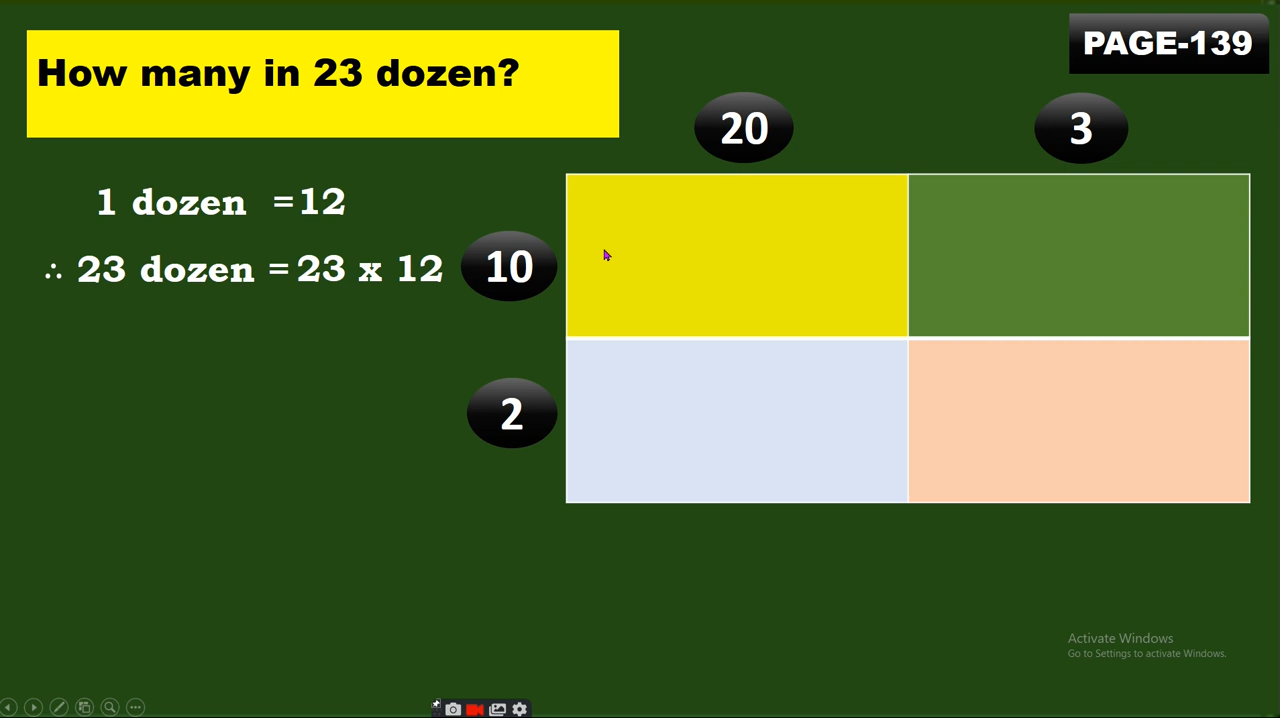 PAGE-139
How many in 23 dozen?
20 3
1 dozen = 12
∴ 23 dozen = 23 x 12
10
2
Activate Windows
Go to Settings to activate Windows.